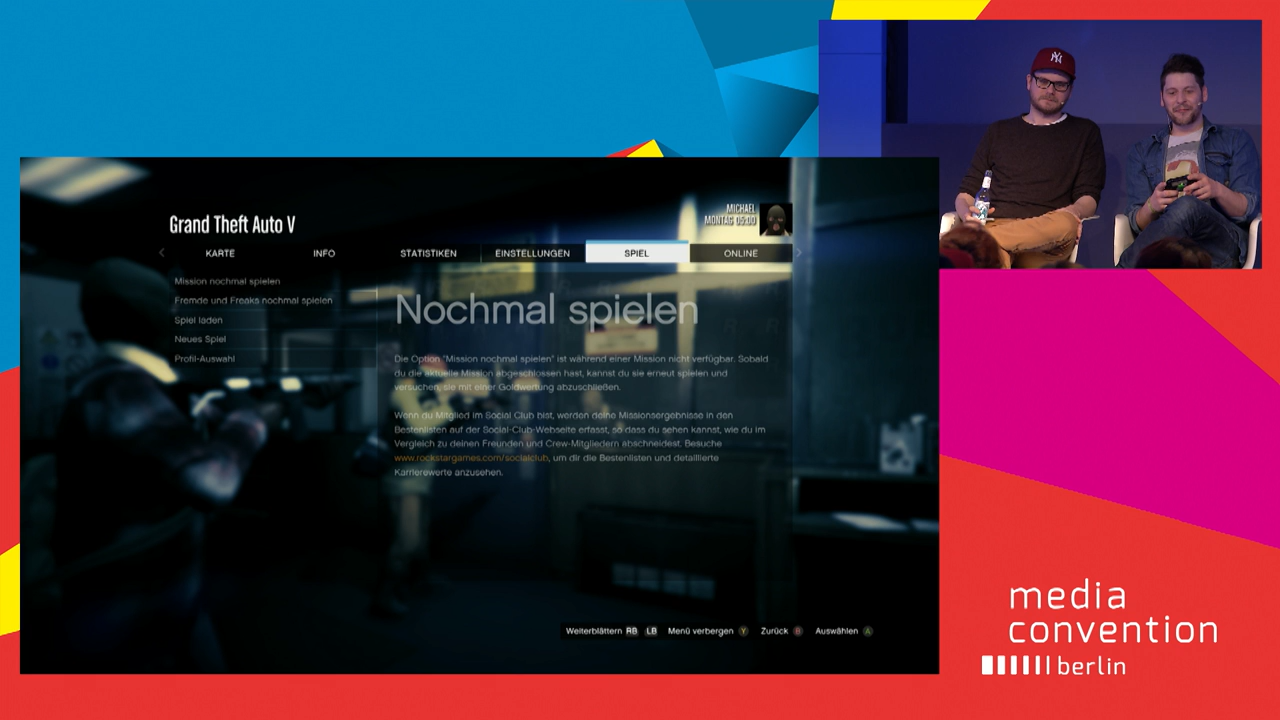 Grand Theft Auto V
MICHAEL
MONTAG 05:00
KARTE INFO STATISTIKEN EINSTELLUNGEN SPIEL ONLINE
Mission nochmal spielen
Fremde und Freaks nochmal spielen
Spiel laden
Neues Spiel
Profil-Auswahl
Nochmal spielen
Die Option "Mission nochmal spielen" ist während einer Mission nicht verfügbar. Sobald
du die aktuelle Mission abgeschlossen hast, kannst du sie erneut spielen und
versuchen, sie mit einer Goldwertung abzuschließen.
Wenn du Mitglied im Social Club bist, werden deine Missionsergebnisse in den
Bestenlisten auf der Social-Club-Webseite erfasst, so dass du sehen kannst, wie du im
Vergleich zu deinen Freunden und Crew-Mitgliedern abschneidest. Besuche
www.rockstargames.com/socialclub, um dir die Bestenlisten und detaillierte
Karrierewerte anzusehen.
Weiterblättern RB LB Menü verbergen Y Zurück B Auswählen A
media
convention
berlin